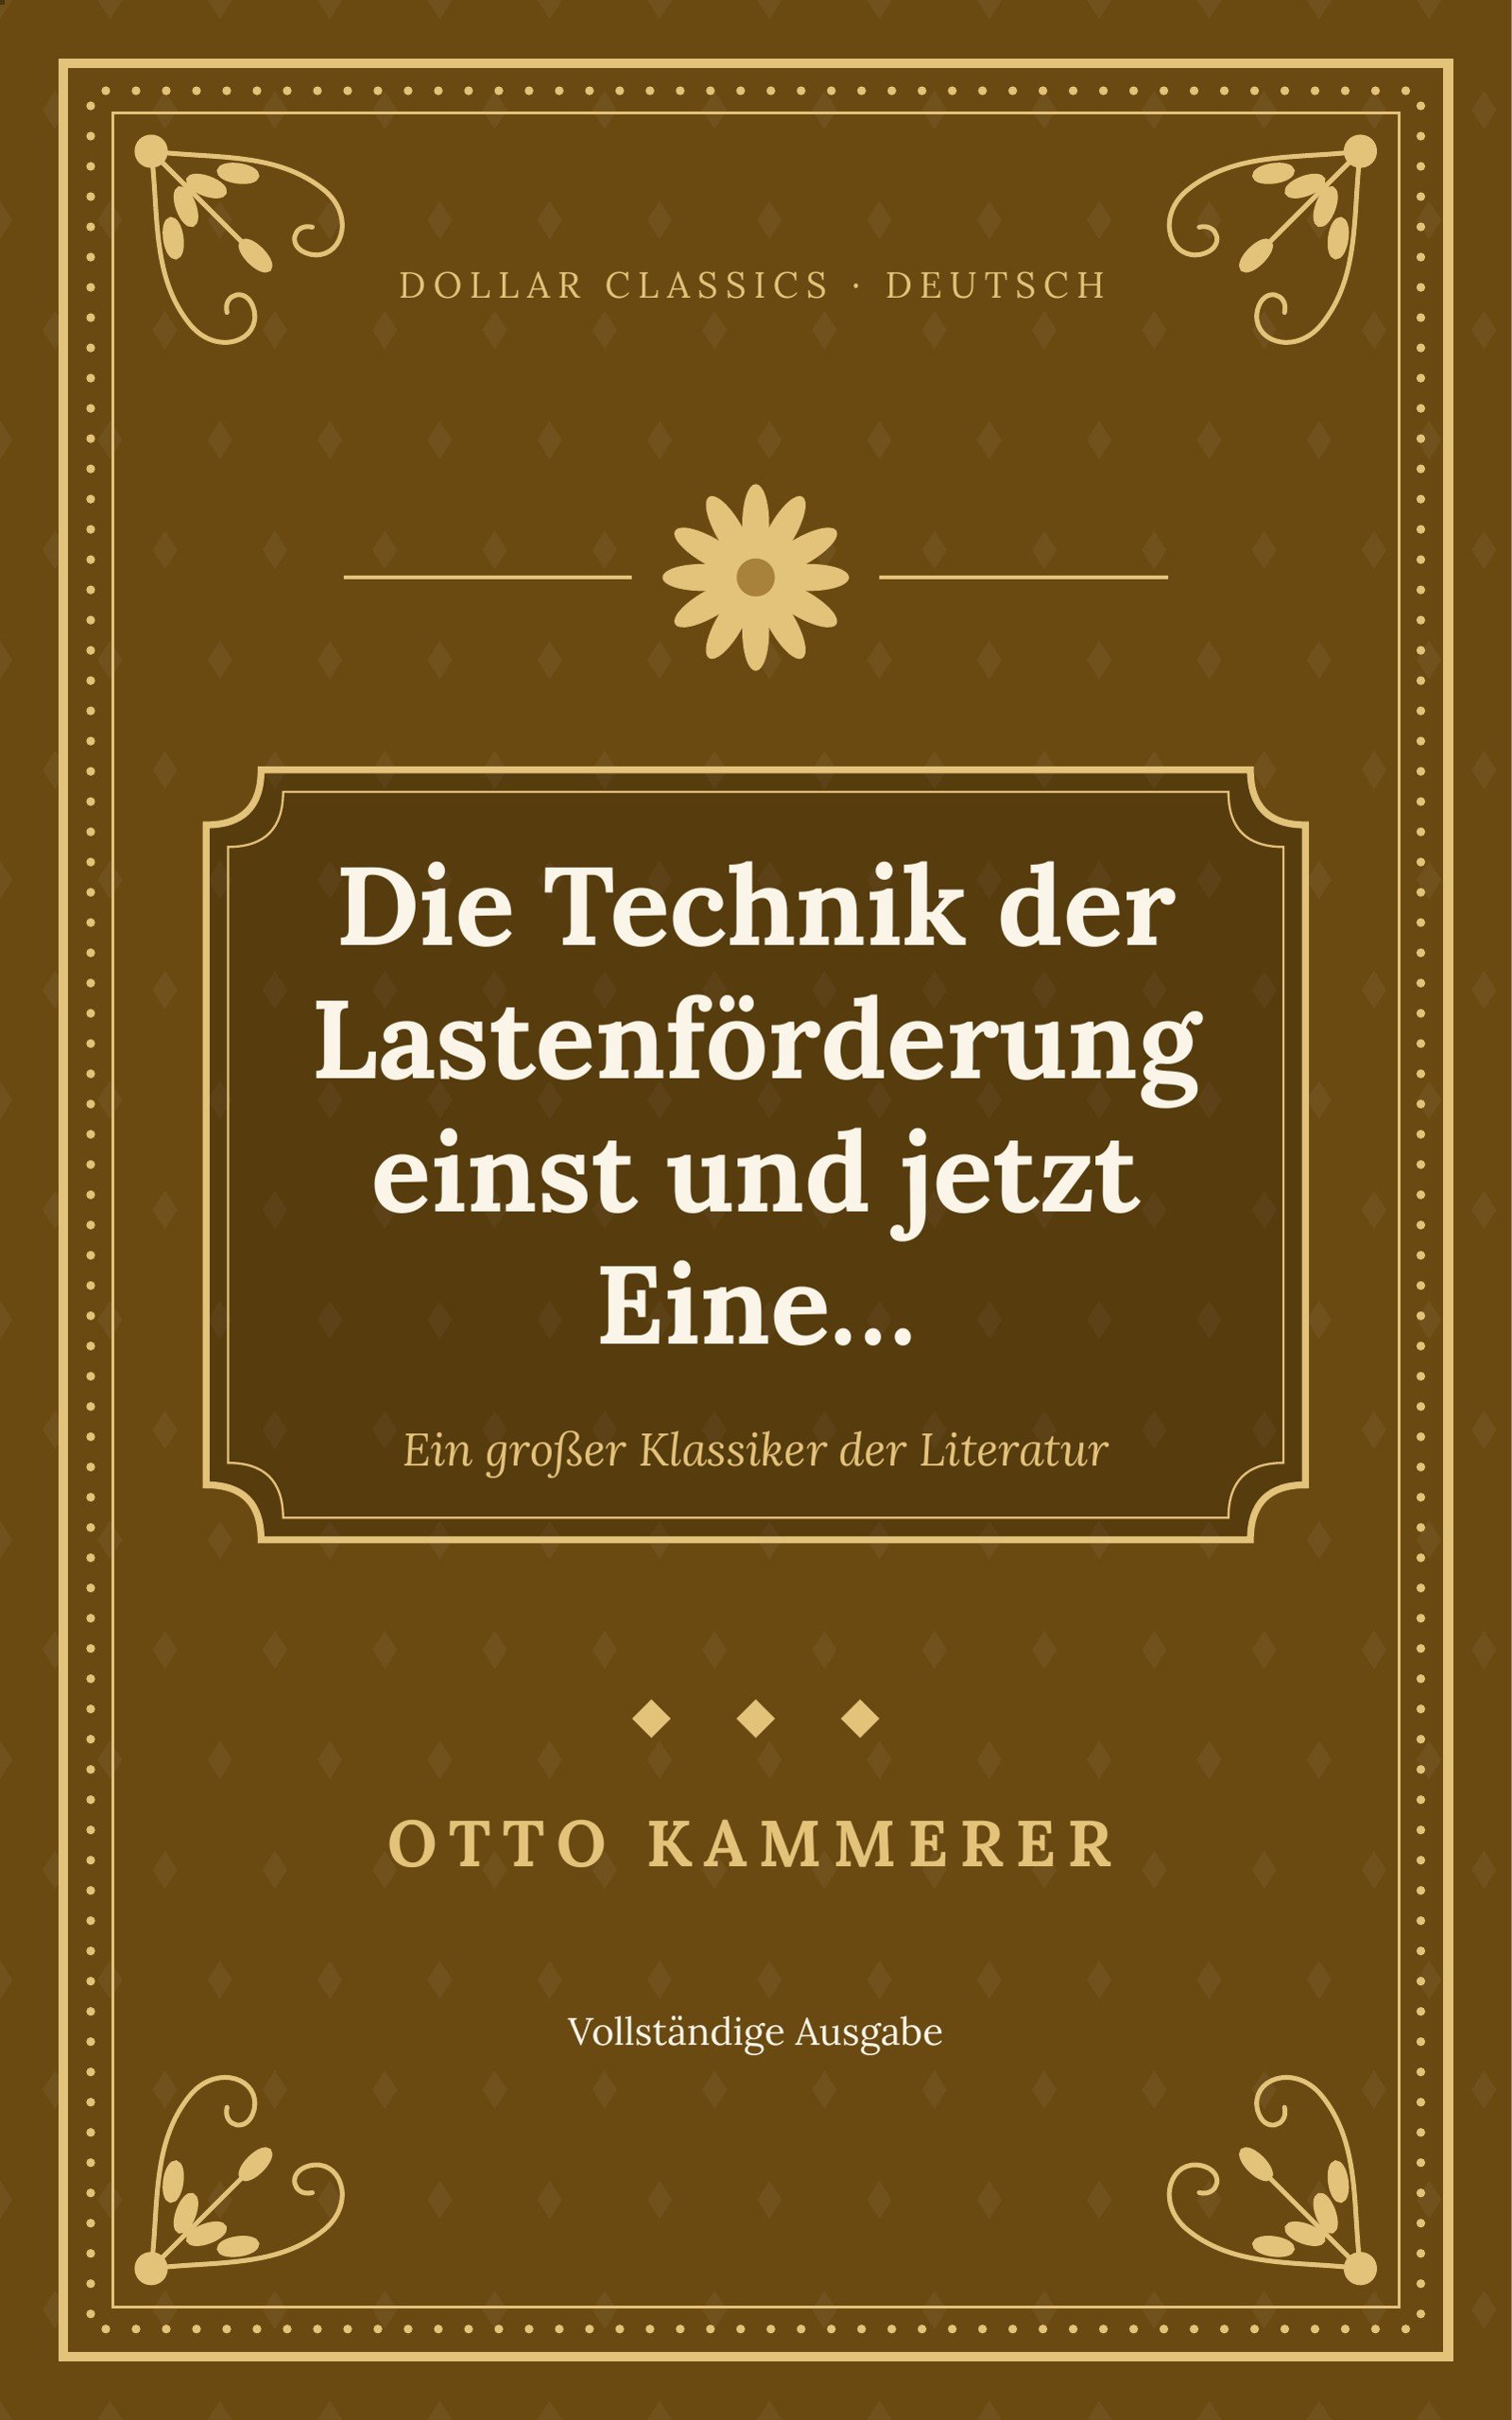 DOLLAR CLASSICS · DEUTSCH
Die Technik der
Lastenförderung
einst und jetzt
Eine...
Ein großer Klassiker der Literatur
OTTO KAMMERER
Vollständige Ausgabe